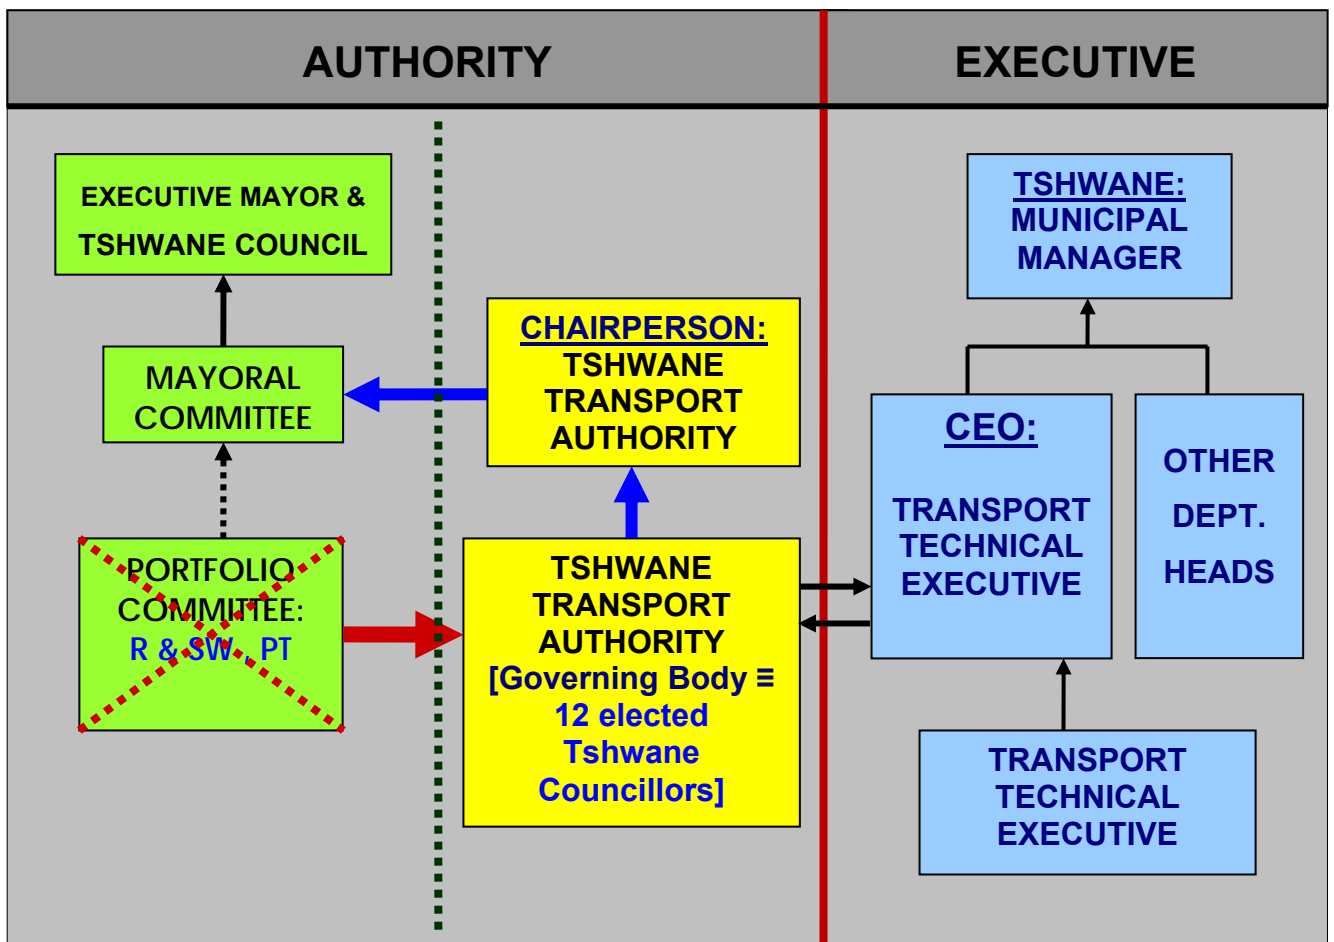 AUTHORITY
EXECUTIVE
EXECUTIVE MAYOR &
TSHWANE COUNCIL
MAYORAL
COMMITTEE
PORTFOLIO
COMMITTEE:
R & SW , PT
CHAIRPERSON:
TSHWANE
TRANSPORT
AUTHORITY
TSHWANE
TRANSPORT
AUTHORITY
[Governing Body ≡
12 elected
Tshwane
Councillors]
TSHWANE:
MUNICIPAL
MANAGER
CEO:
TRANSPORT
TECHNICAL
EXECUTIVE
OTHER
DEPT.
HEADS
TRANSPORT
TECHNICAL
EXECUTIVE